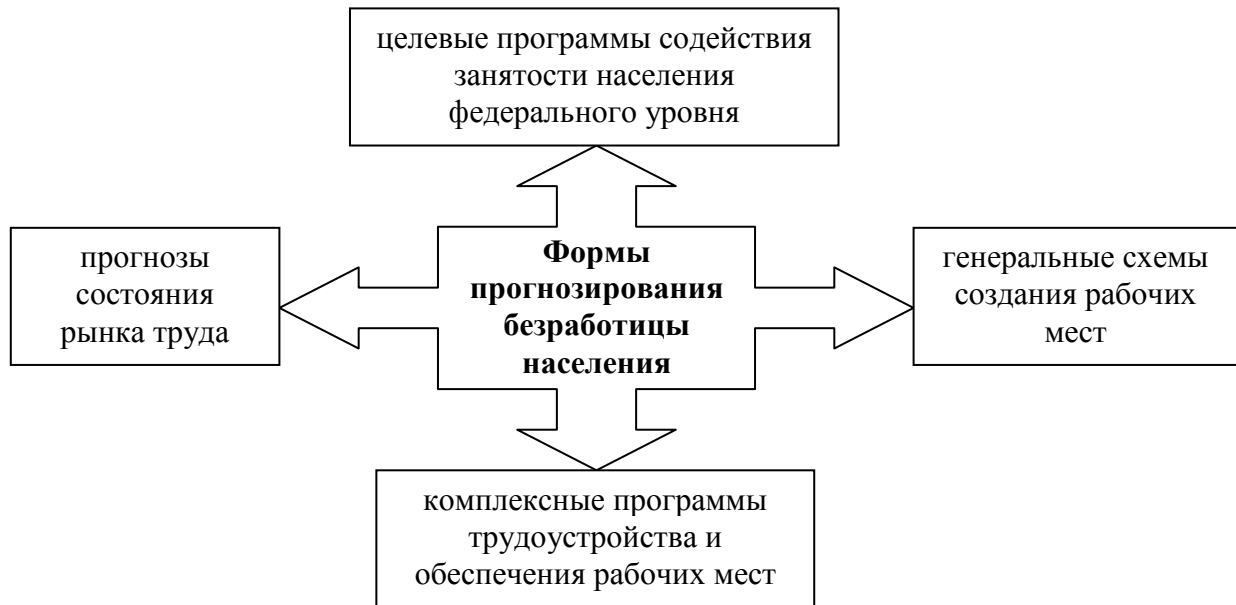 целевые программы содействия
занятости населения
федерального уровня
прогнозы
состояния
рынка труда
Формы
прогнозирования
безработицы
населения
генеральные схемы
создания рабочих
мест
комплексные программы
трудоустройства и
обеспечения рабочих мест